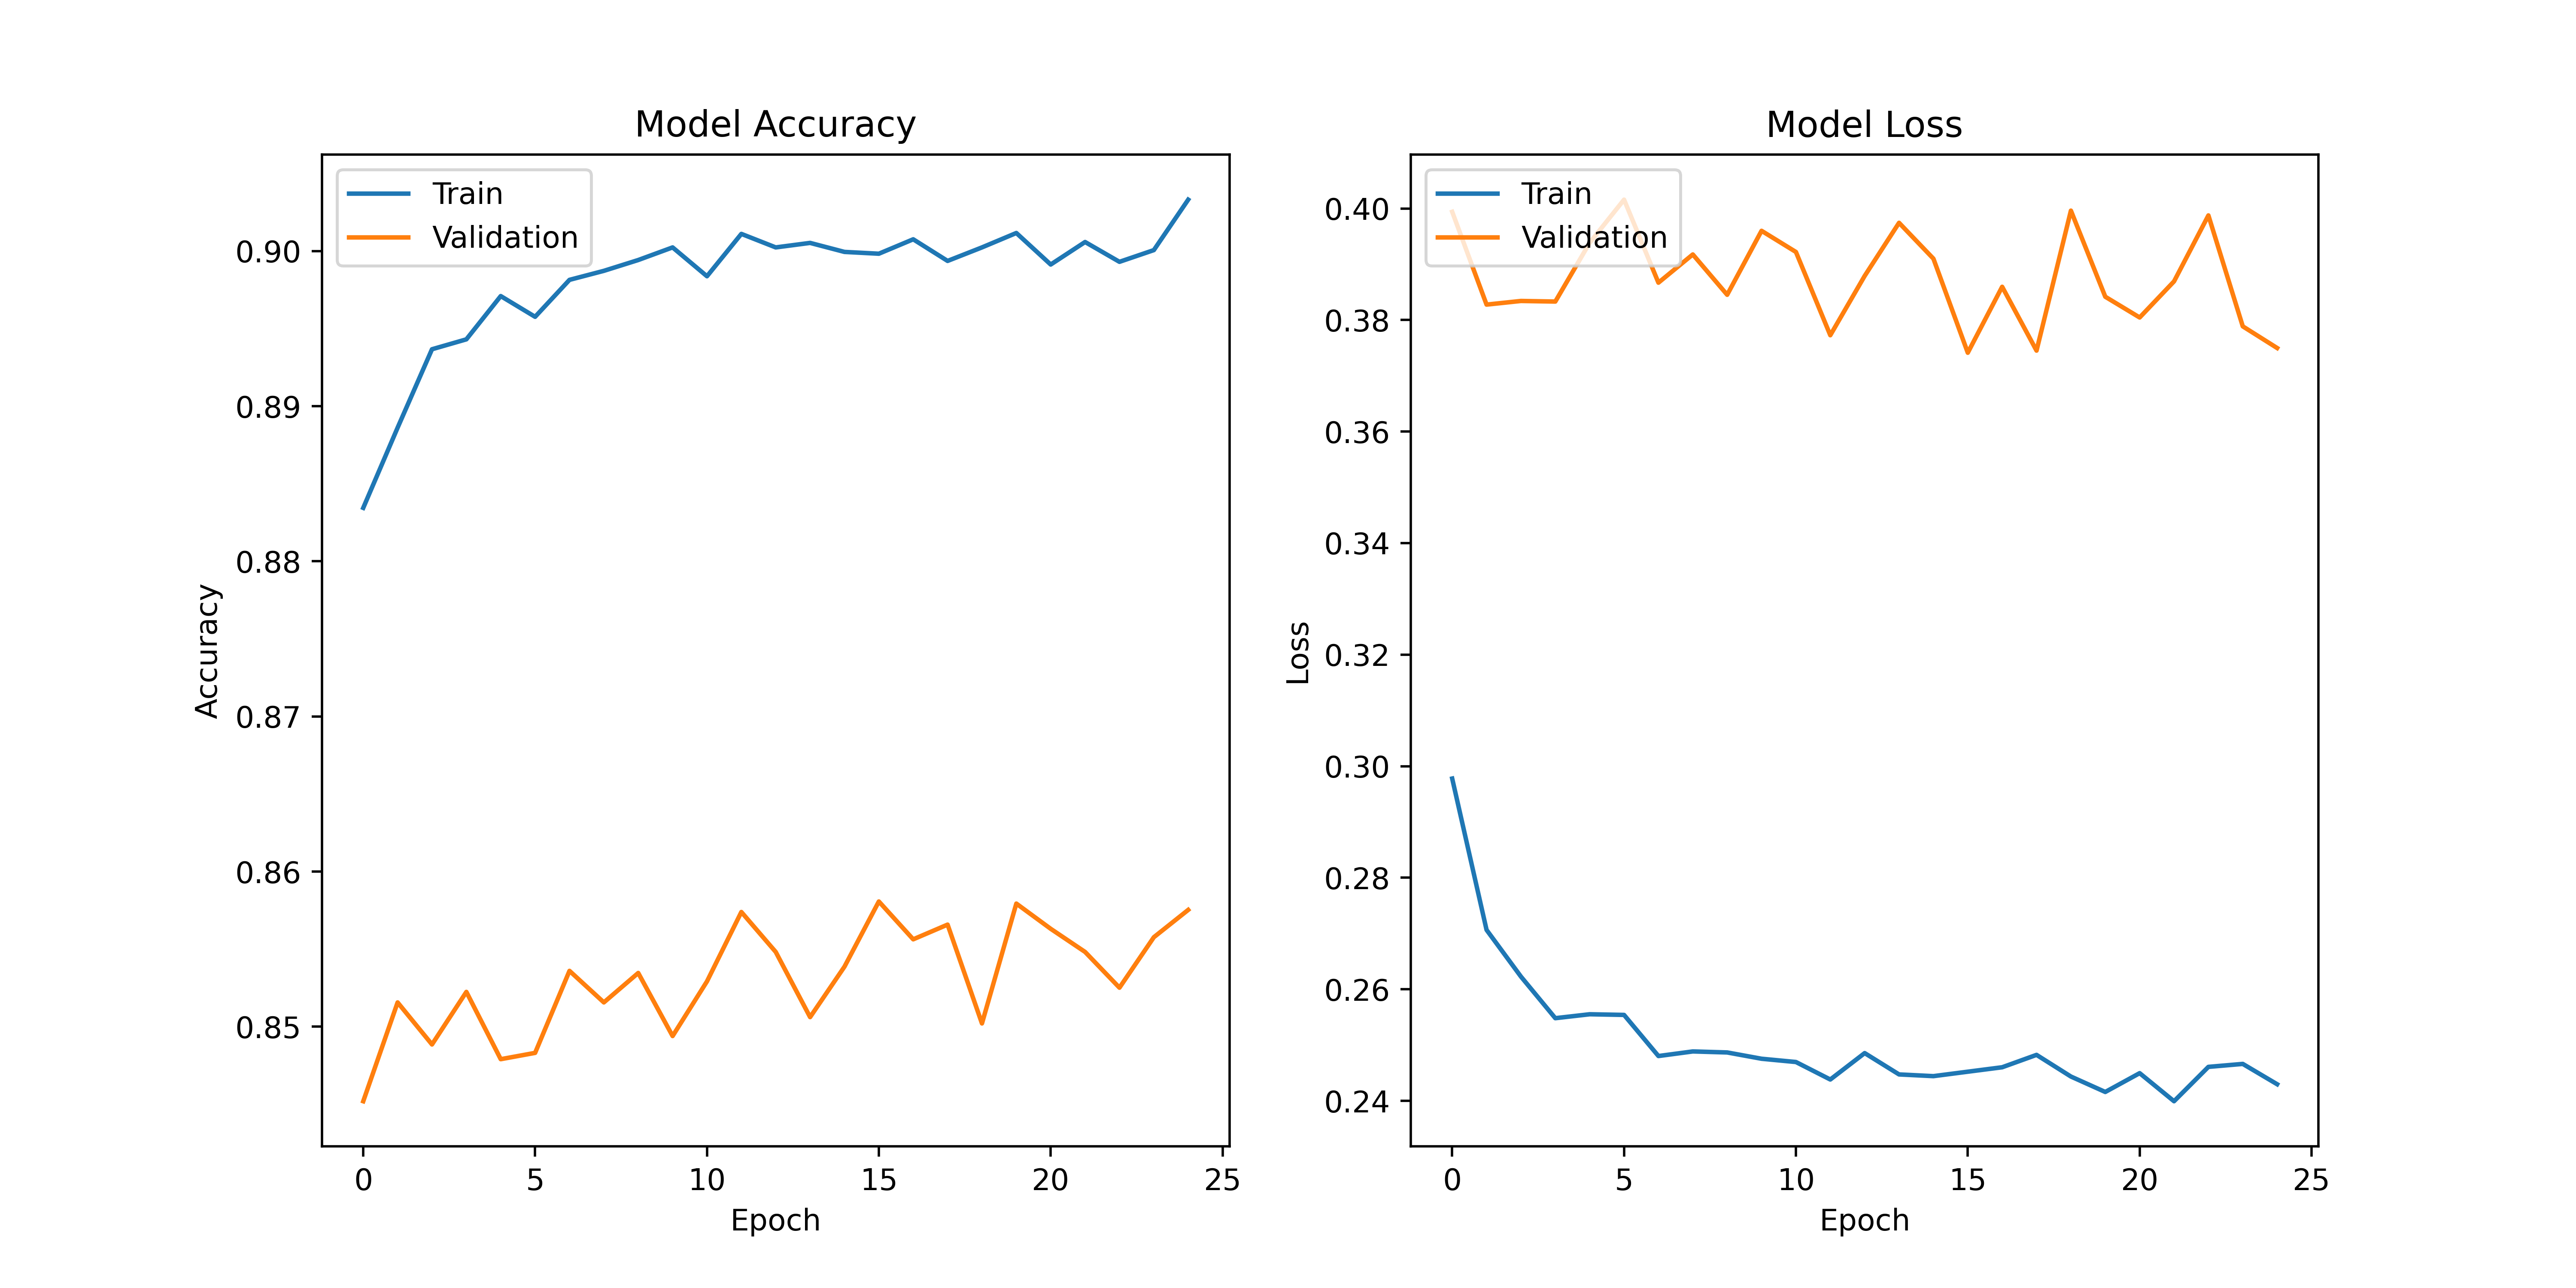 Model Accuracy
Train
Validation
0.90
0.89
0.88
0.87
0.86
0.85
Accuracy
0 5 10 15 20 25
Epoch
Model Loss
Train
Validation
0.40
0.38
0.36
0.34
0.32
0.30
0.28
0.26
0.24
Loss
0 5 10 15 20 25
Epoch